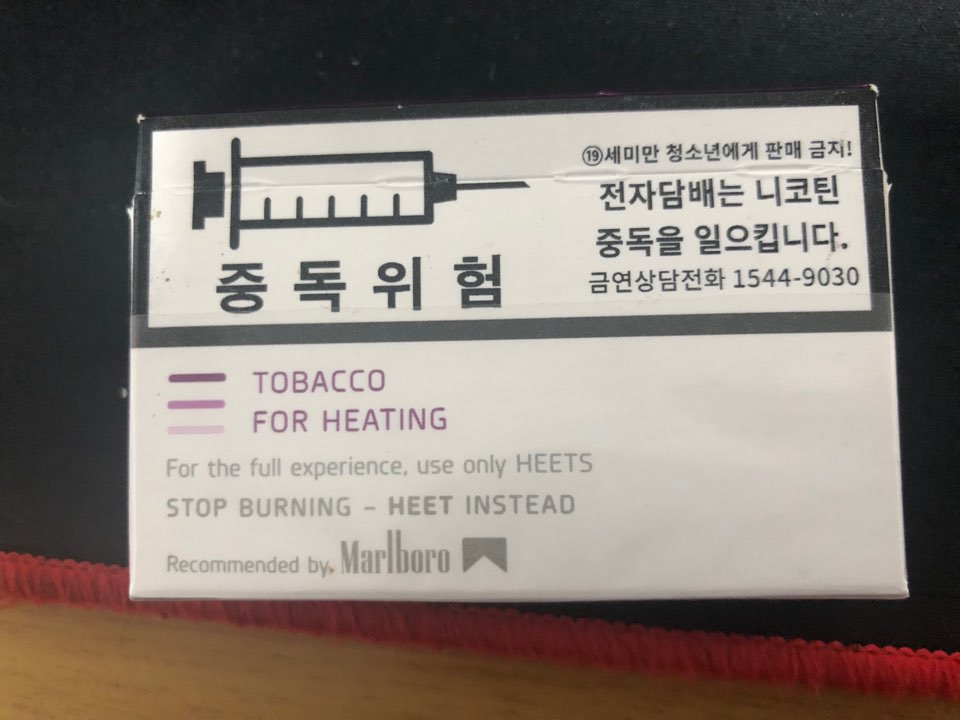 중독위험
⑲세미만 청소년에게 판매 금지!
전자담배는 니코틴
중독을 일으킵니다.
금연상담전화 1544-9030
TOBACCO
FOR HEATING
For the full experience, use only HEETS
STOP BURNING – HEET INSTEAD
Recommended by Marlboro